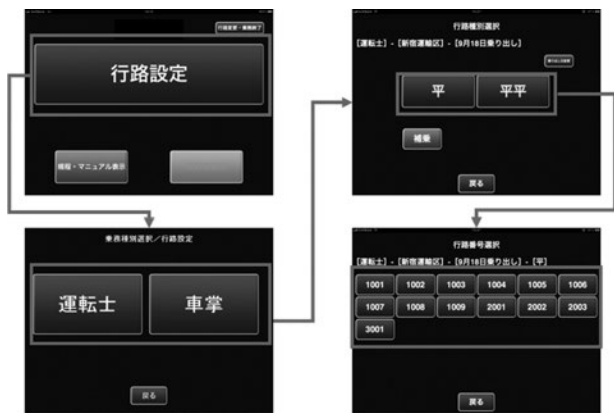 行路変更・乗務終了
行路設定
規程・マニュアル表示
乗務種別選択／行路設定
運転士
車掌
戻る
行路種別選択
[運転士]-[新宿運輸区]-[9月18日乗り出し]
平
平平
補乗
戻る
行路番号選択
[運転士]-[新宿運輸区]-[9月18日乗り出し]-[平]
1001 1002 1003 1004 1005 1006
1007 1008 1009 2001 2002 2003
3001
戻る